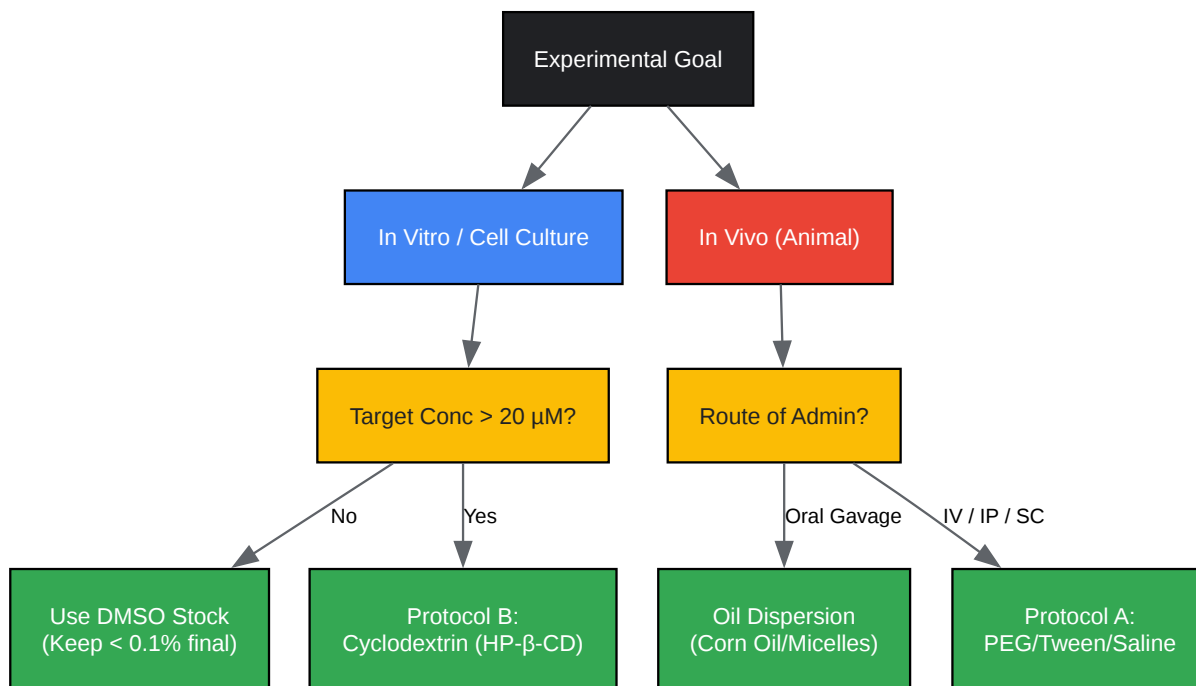 Experimental Goal
In Vitro / Cell Culture
In Vivo (Animal)
Target Conc > 20 µM?
Route of Admin?
No
Yes
Oral Gavage
IV / IP / SC
Use DMSO Stock
(Keep < 0.1% final)
Protocol B:
Cyclodextrin (HP-β-CD)
Oil Dispersion
(Corn Oil/Micelles)
Protocol A:
PEG/Tween/Saline